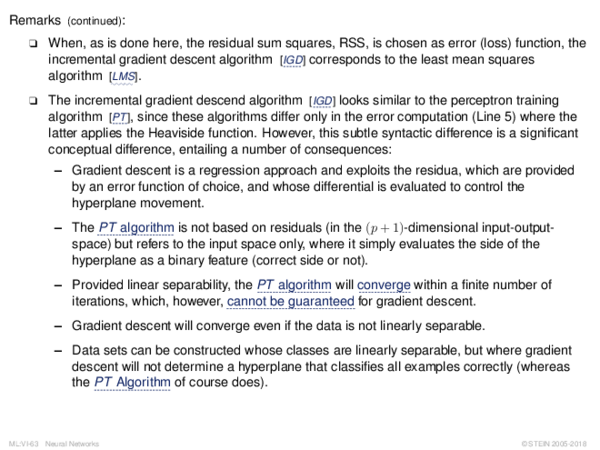 Remarks (continued):
❑ When, as is done here, the residual sum squares, RSS, is chosen as error (loss) function, the
incremental gradient descent algorithm [IGD] corresponds to the least mean squares
algorithm [LMS].
❑ The incremental gradient descend algorithm [IGD] looks similar to the perceptron training
algorithm [PT], since these algorithms differ only in the error computation (Line 5) where the
latter applies the Heaviside function. However, this subtle syntactic difference is a significant
conceptual difference, entailing a number of consequences:
– Gradient descent is a regression approach and exploits the residua, which are provided
by an error function of choice, and whose differential is evaluated to control the
hyperplane movement.
– The PT algorithm is not based on residuals (in the (p + 1)-dimensional input-output-
space) but refers to the input space only, where it simply evaluates the side of the
hyperplane as a binary feature (correct side or not).
– Provided linear separability, the PT algorithm will converge within a finite number of
iterations, which, however, cannot be guaranteed for gradient descent.
– Gradient descent will converge even if the data is not linearly separable.
– Data sets can be constructed whose classes are linearly separable, but where gradient
descent will not determine a hyperplane that classifies all examples correctly (whereas
the PT Algorithm of course does).
ML:VI-63 Neural Networks ©STEIN 2005-2018